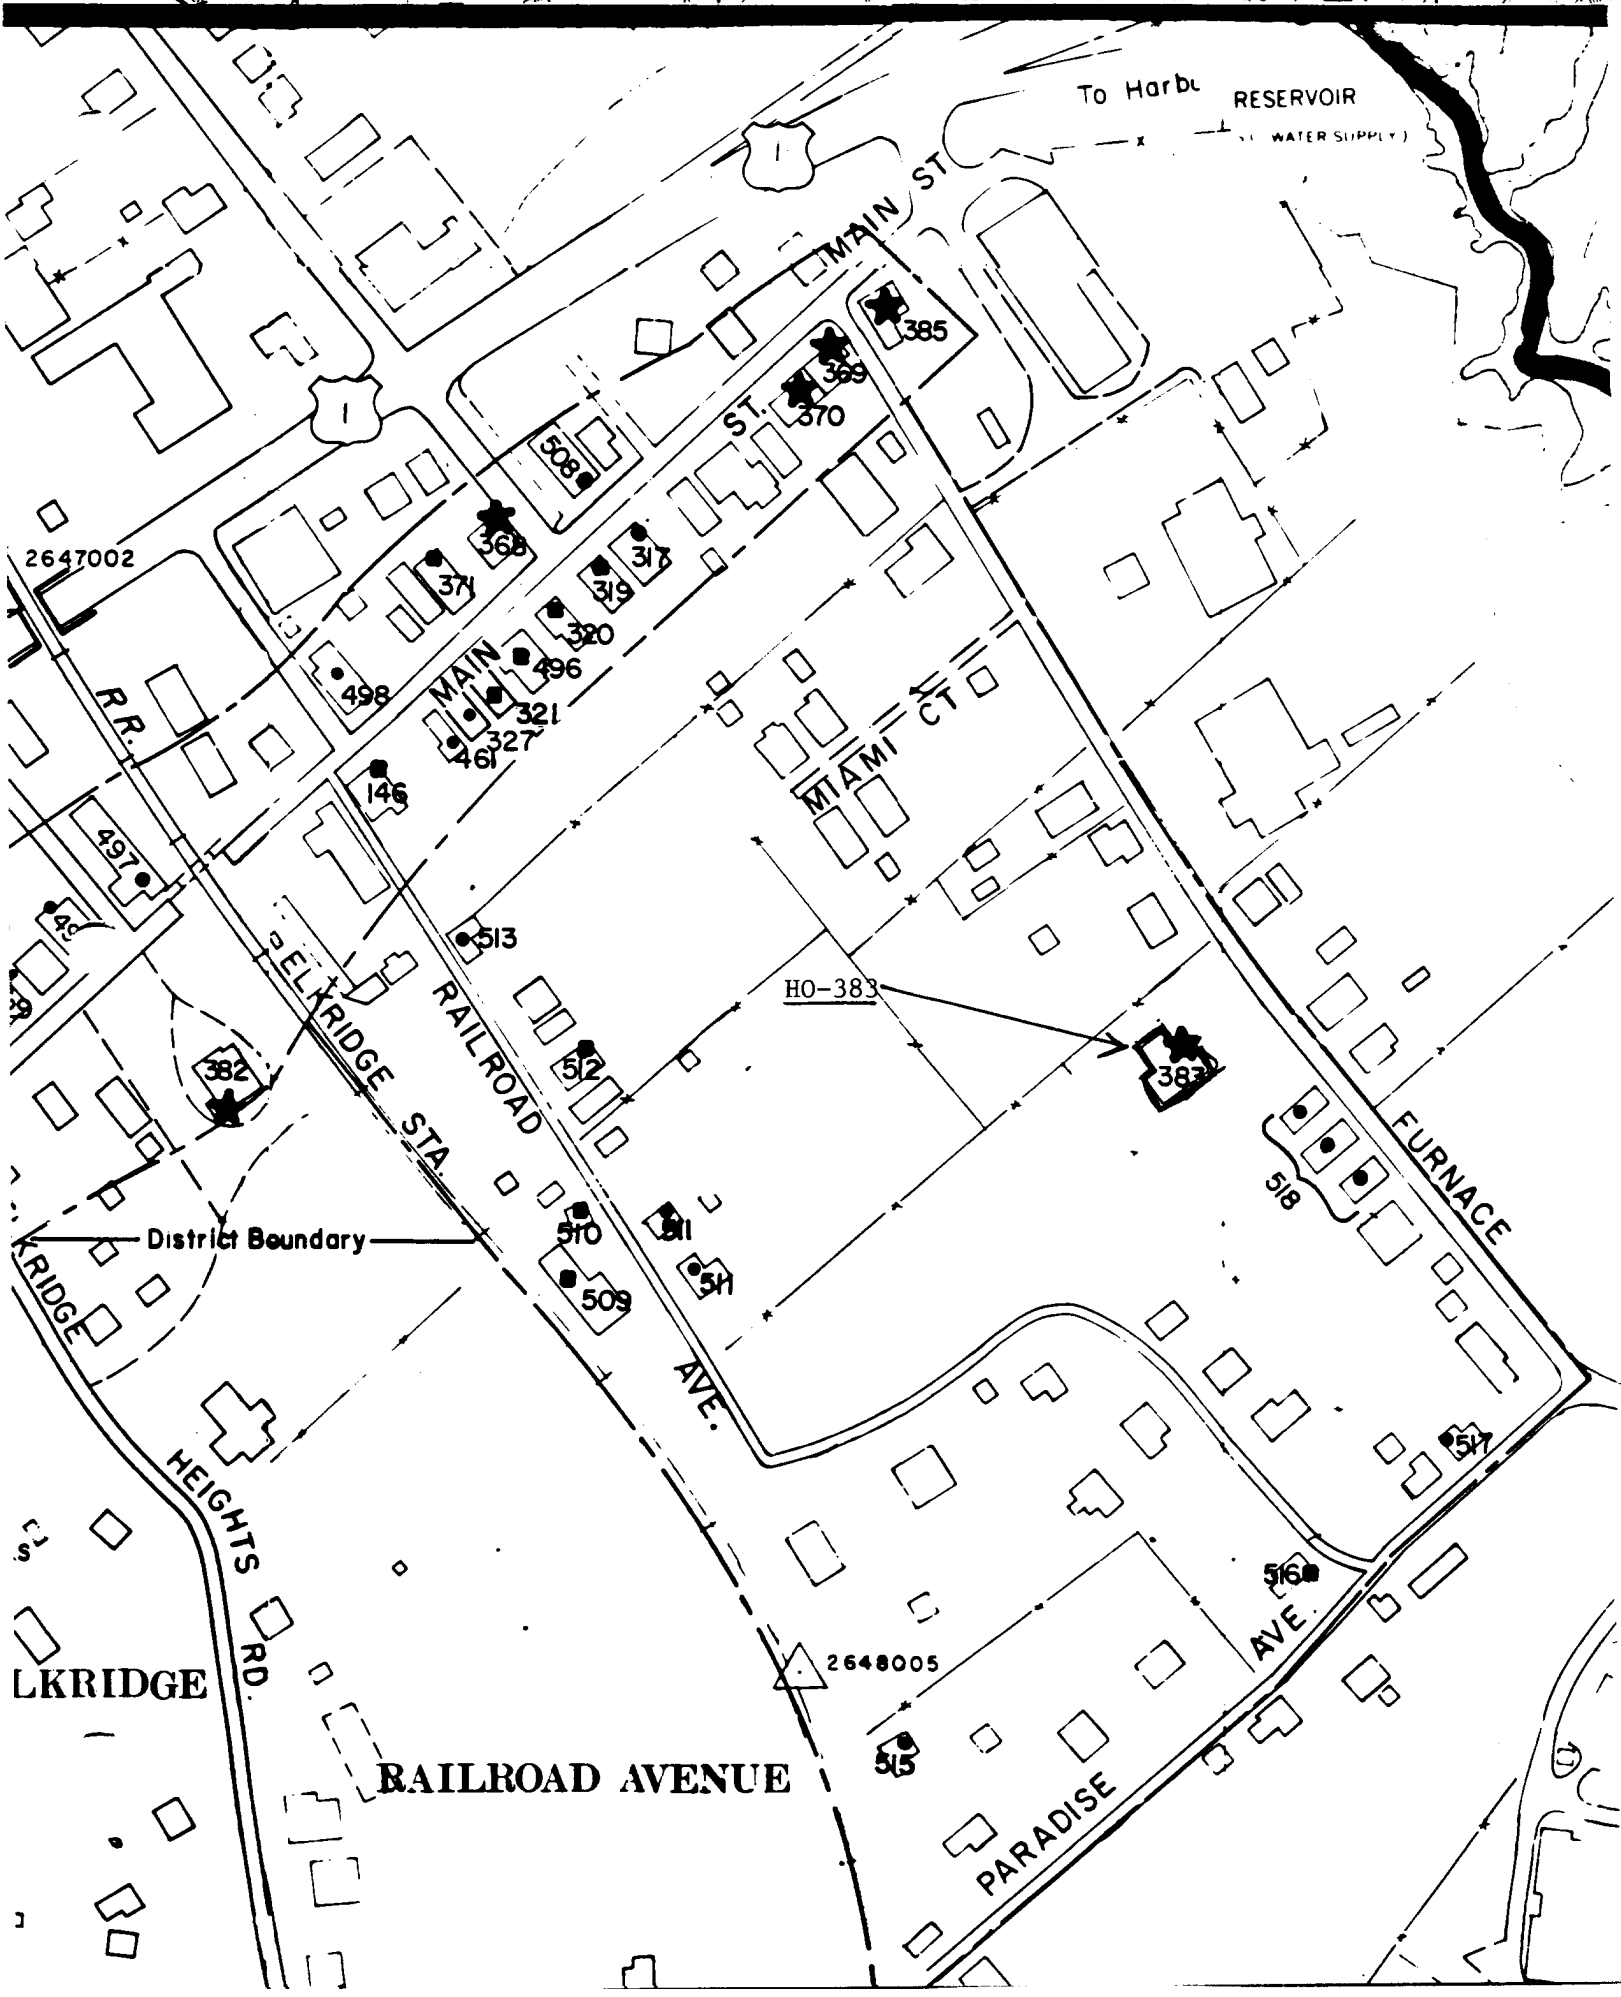 To Harb
RESERVOIR
WATER SUPPLY)
1
MAIN ST
385
369
370
ST.
1
508
368
317
371
319
320
2647002
MAIN
496
498
321
327
461
146
R R.
497
513
ELKRIDGE STA.
RAILROAD AVE.
HO-383
512
382
383
MIAMI CT
FURNACE
518
510
511
District Boundary
511
509
KRIDGE
HEIGHTS RD.
517
516
AVE.
2648005
LKRIDGE
515
RAILROAD AVENUE
PARADISE